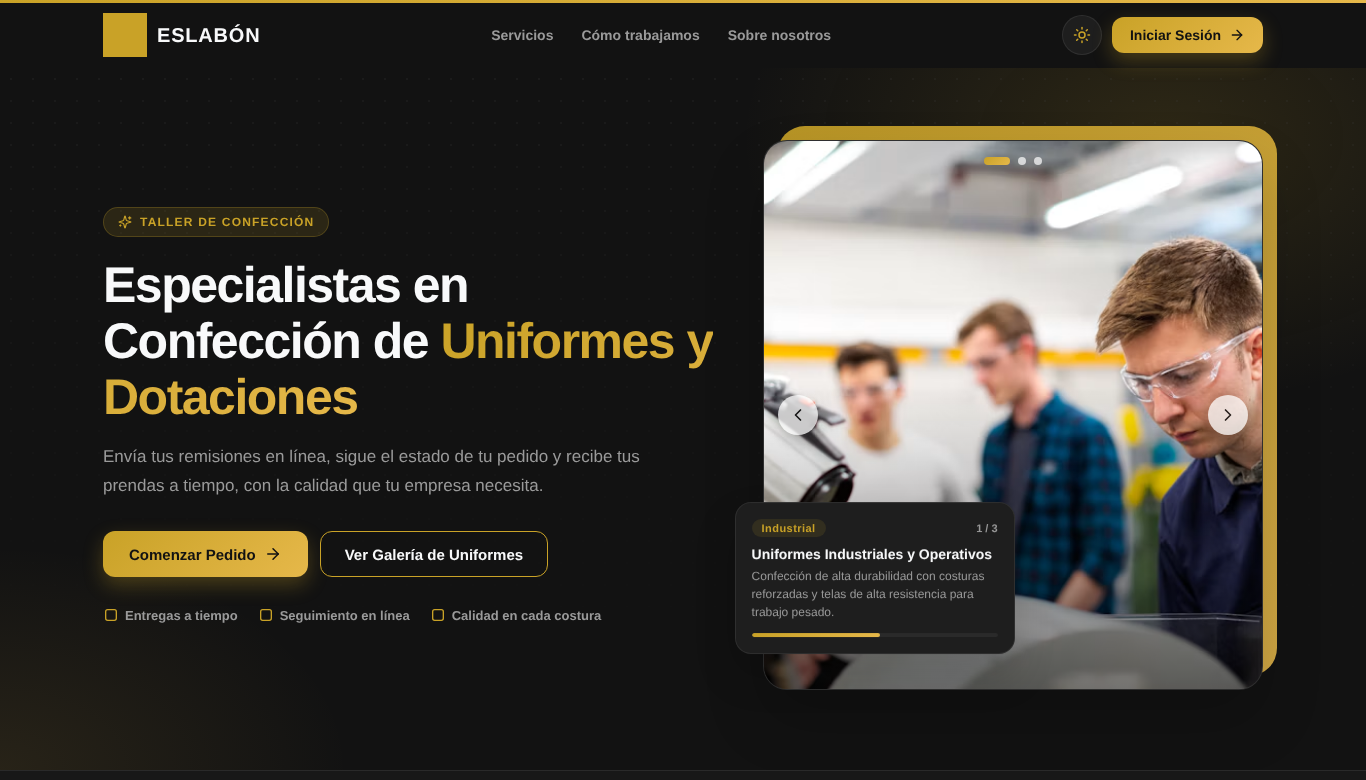 ESLABÓN
Servicios
Cómo trabajamos
Sobre nosotros
Iniciar Sesión
TALLER DE CONFECCIÓN
Especialistas en
Confección de Uniformes y
Dotaciones
Envía tus remisiones en línea, sigue el estado de tu pedido y recibe tus
prendas a tiempo, con la calidad que tu empresa necesita.
Comenzar Pedido
Ver Galería de Uniformes
Entregas a tiempo
Seguimiento en línea
Calidad en cada costura
Industrial
1 / 3
Uniformes Industriales y Operativos
Confección de alta durabilidad con costuras
reforzadas y telas de alta resistencia para
trabajo pesado.